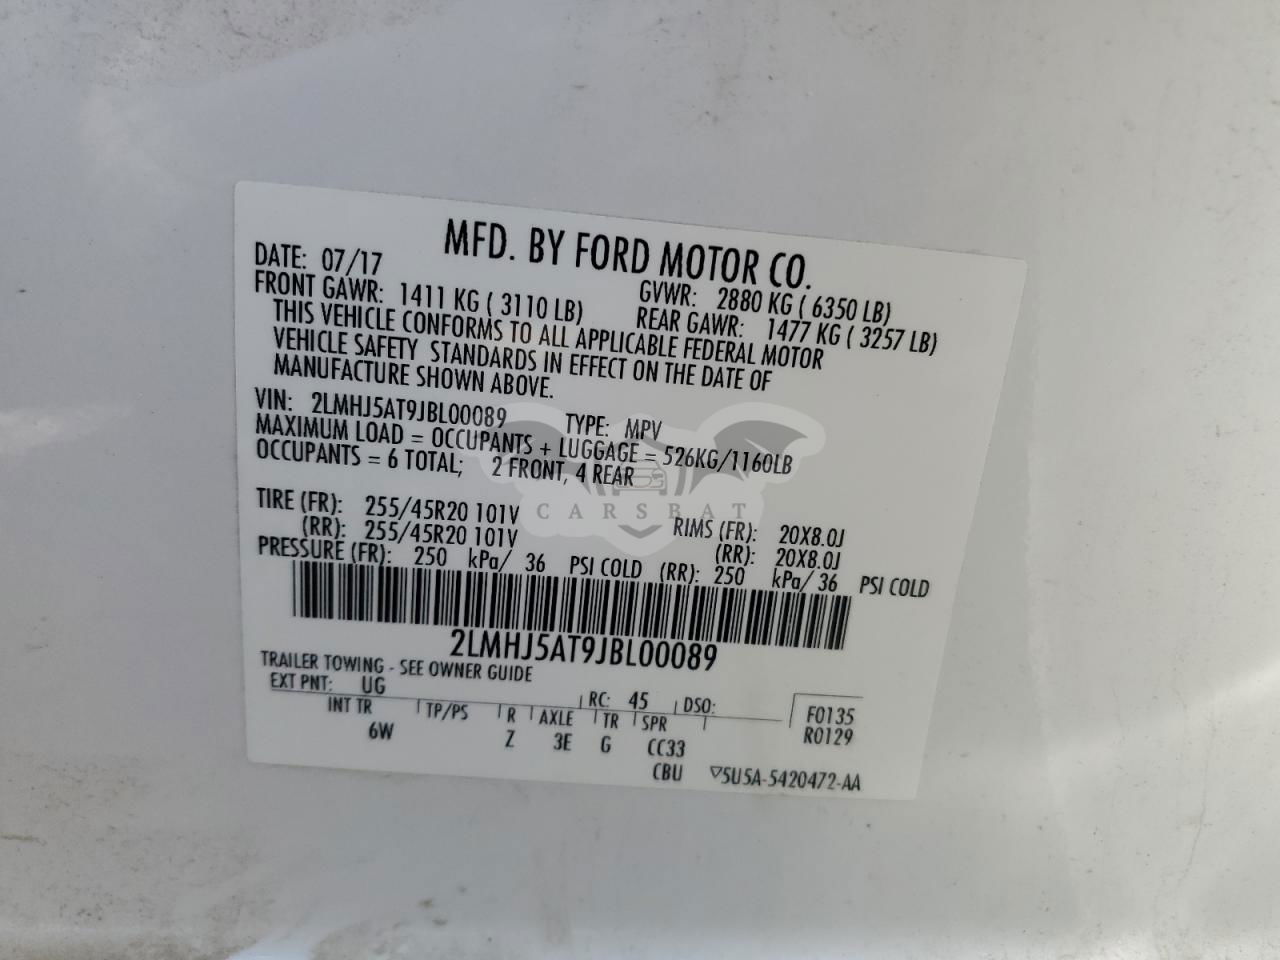 MFD. BY FORD MOTOR CO.
DATE: 07/17 GVWR: 2880 KG ( 6350 LB)
FRONT GAWR: 1411 KG ( 3110 LB) REAR GAWR: 1477 KG ( 3257 LB)
THIS VEHICLE CONFORMS TO ALL APPLICABLE FEDERAL MOTOR
VEHICLE SAFETY STANDARDS IN EFFECT ON THE DATE OF
MANUFACTURE SHOWN ABOVE.
VIN: 2LMHJ5AT9JBL00089 TYPE: MPV
MAXIMUM LOAD = OCCUPANTS + LUGGAGE = 526KG/1160LB
OCCUPANTS = 6 TOTAL; 2 FRONT, 4 REAR
CARSBAT
TIRE (FR): 255/45R20 101V RIMS (FR): 20X8.0J
(RR): 255/45R20 101V (RR): 20X8.0J
PRESSURE (FR): 250 kPa/ 36 PSI COLD (RR): 250 kPa/ 36 PSI COLD
2LMHJ5AT9JBL00089
TRAILER TOWING - SEE OWNER GUIDE
EXT PNT: UG RC: 45 DSO:
INT TR TP/PS R AXLE TR SPR F0135
6W Z 3E G CC33 R0129
CBU ▽5U5A-5420472-AA